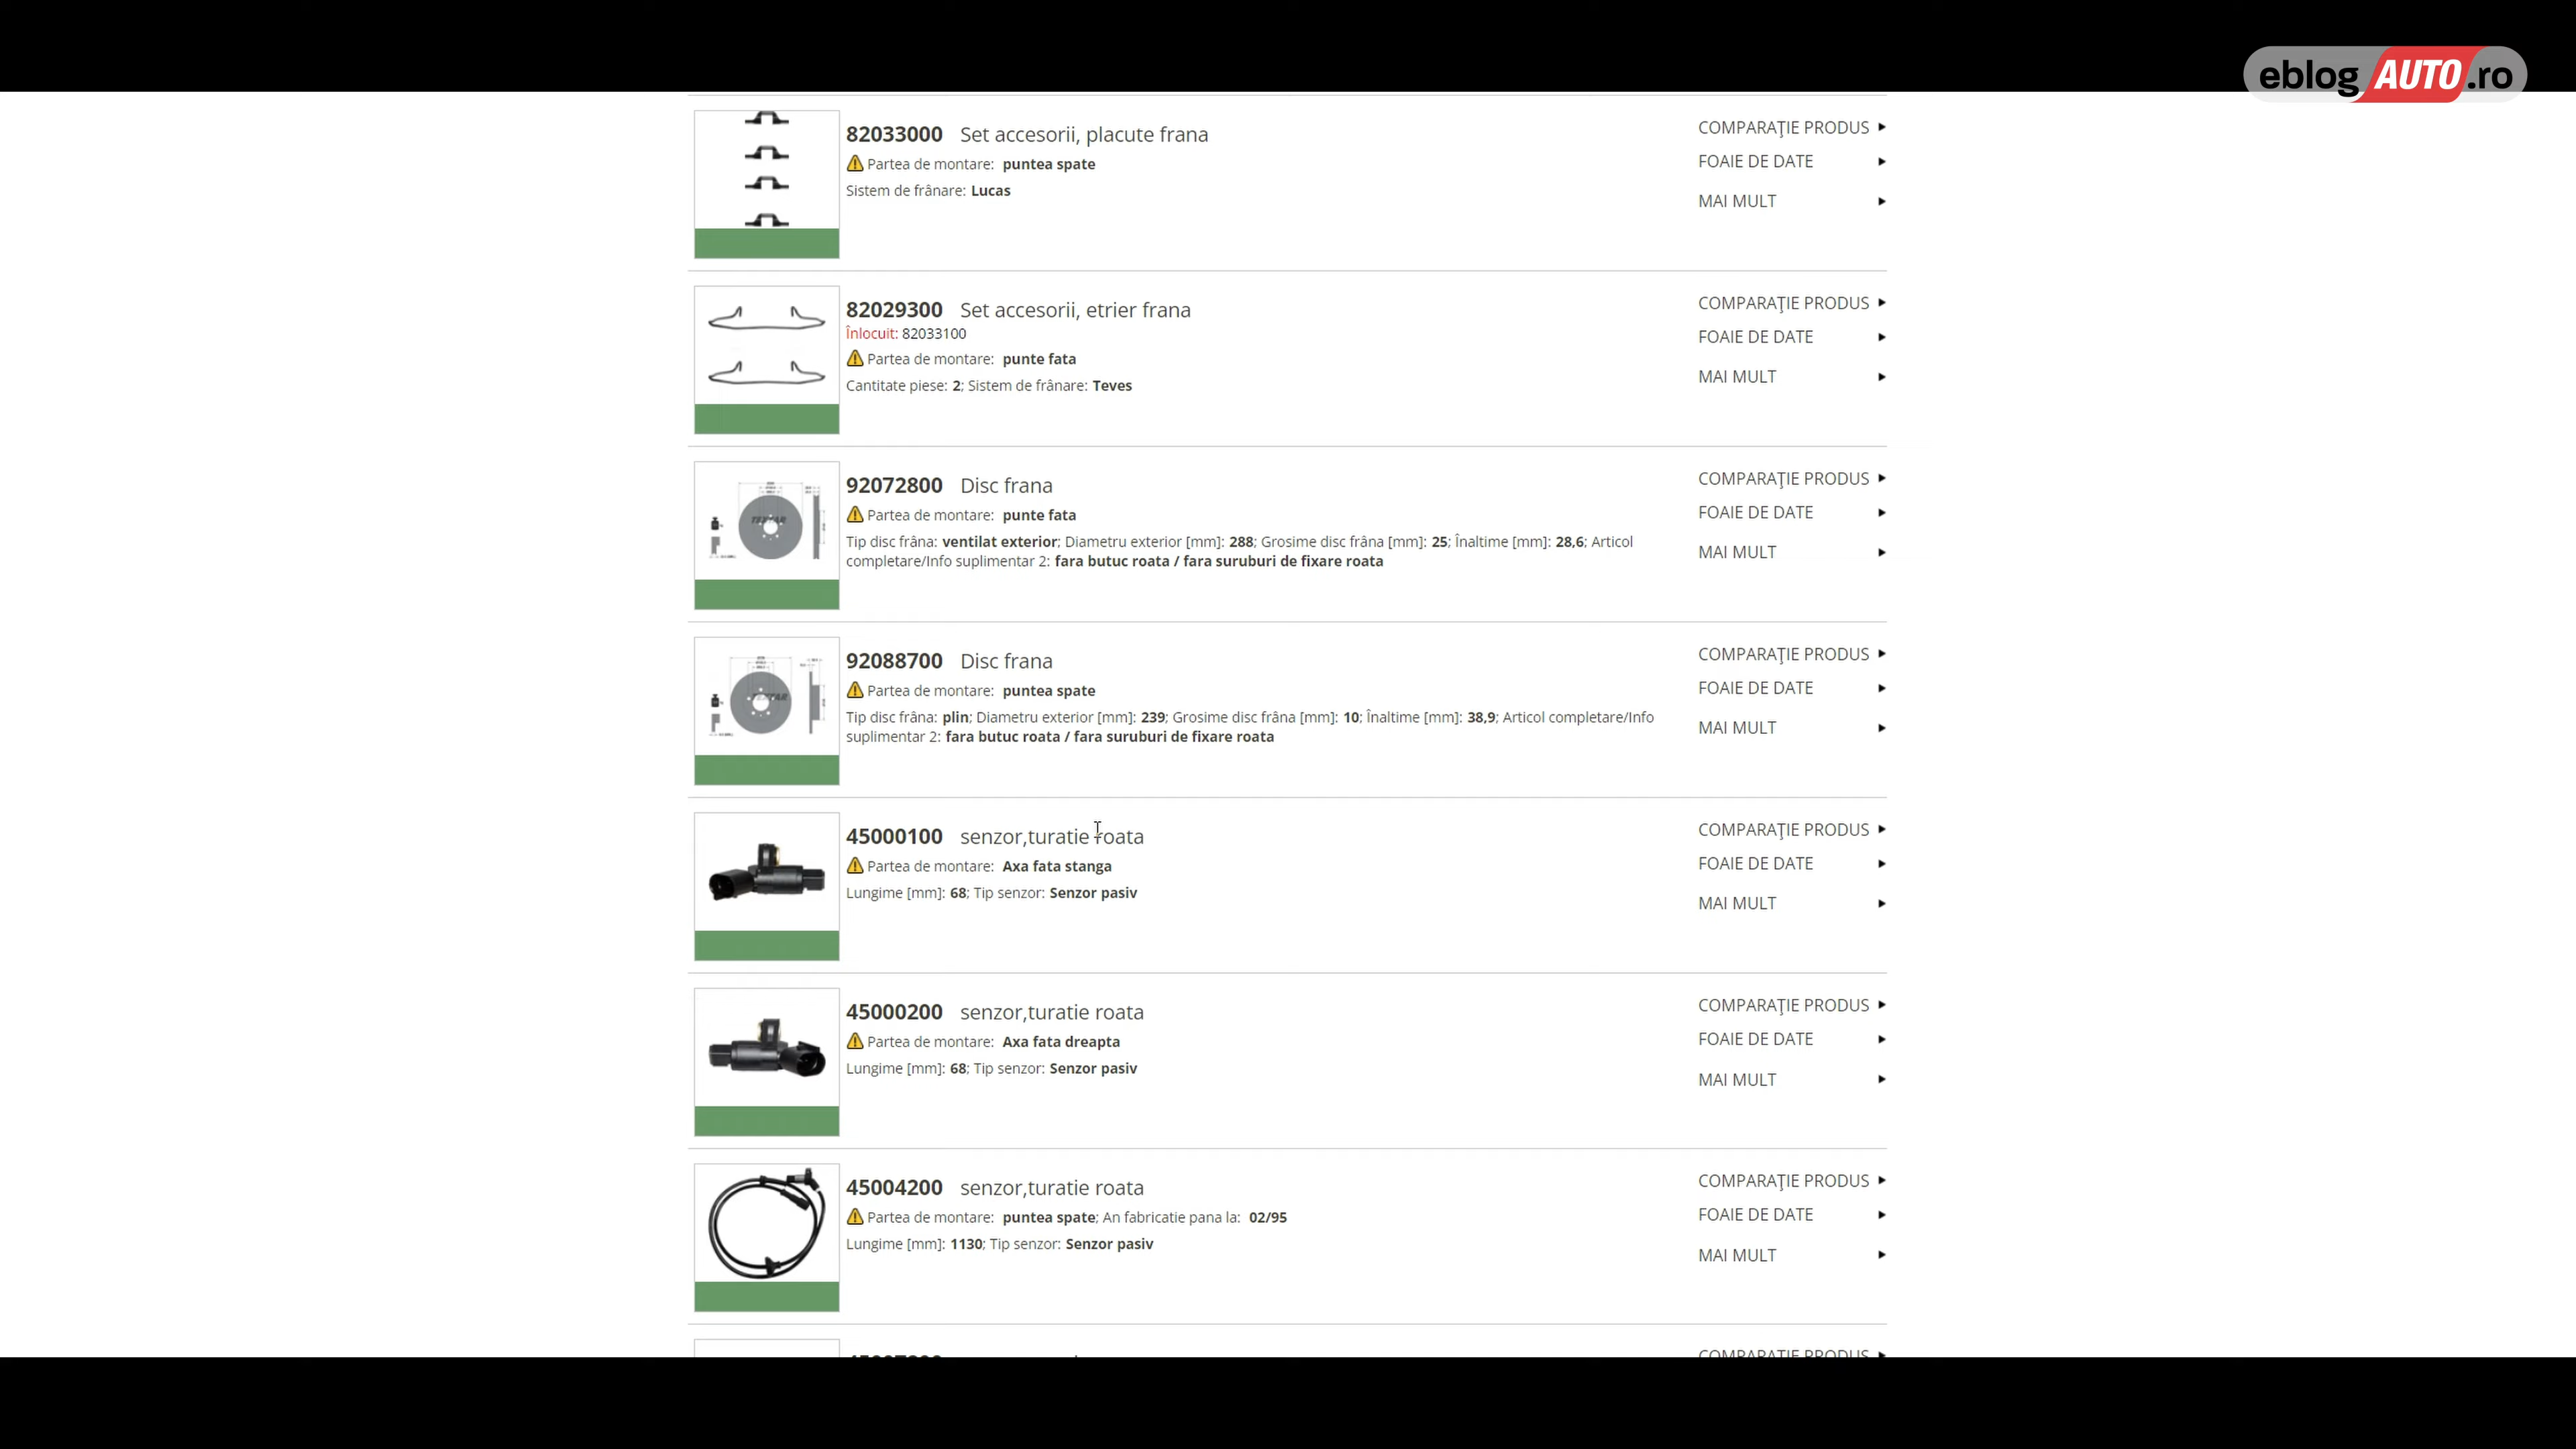 eblog AUTO.ro
82033000 Set accesorii, placute frana
Partea de montare: puntea spate
Sistem de frânare: Lucas
COMPARAŢIE PRODUS
FOAIE DE DATE
MAI MULT
82029300 Set accesorii, etrier frana
Înlocuit: 82033100
Partea de montare: punte fata
Cantitate piese: 2; Sistem de frânare: Teves
COMPARAŢIE PRODUS
FOAIE DE DATE
MAI MULT
92072800 Disc frana
Partea de montare: punte fata
Tip disc frâna: ventilat exterior; Diametru exterior [mm]: 288; Grosime disc frâna [mm]: 25; Înaltime [mm]: 28,6; Articol
completare/Info suplimentar 2: fara butuc roata / fara suruburi de fixare roata
COMPARAŢIE PRODUS
FOAIE DE DATE
MAI MULT
92088700 Disc frana
Partea de montare: puntea spate
Tip disc frâna: plin; Diametru exterior [mm]: 239; Grosime disc frâna [mm]: 10; Înaltime [mm]: 38,9; Articol completare/Info
suplimentar 2: fara butuc roata / fara suruburi de fixare roata
COMPARAŢIE PRODUS
FOAIE DE DATE
MAI MULT
45000100 senzor,turatie roata
Partea de montare: Axa fata stanga
Lungime [mm]: 68; Tip senzor: Senzor pasiv
COMPARAŢIE PRODUS
FOAIE DE DATE
MAI MULT
45000200 senzor,turatie roata
Partea de montare: Axa fata dreapta
Lungime [mm]: 68; Tip senzor: Senzor pasiv
COMPARAŢIE PRODUS
FOAIE DE DATE
MAI MULT
45004200 senzor,turatie roata
Partea de montare: puntea spate; An fabricatie pana la: 02/95
Lungime [mm]: 1130; Tip senzor: Senzor pasiv
COMPARAŢIE PRODUS
FOAIE DE DATE
MAI MULT
COMPARAŢIE PRODUS